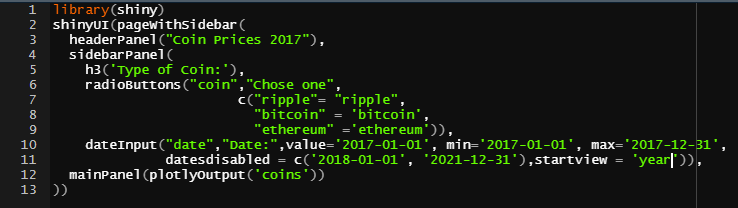 1 library(shiny)
2 shinyUI(pageWithSidebar(
3 headerPanel("Coin Prices 2017"),
4 sidebarPanel(
5 h3('Type of Coin:'),
6 radioButtons("coin","Chose one",
7 c("ripple"= "ripple",
8 "bitcoin" = 'bitcoin',
9 "ethereum" ='ethereum')),
10 dateInput("date","Date:",value='2017-01-01', min='2017-01-01', max='2017-12-31',
11 datesdisabled = c('2018-01-01', '2021-12-31'),startview = 'year')),
12 mainPanel(plotlyOutput('coins'))
13 ))